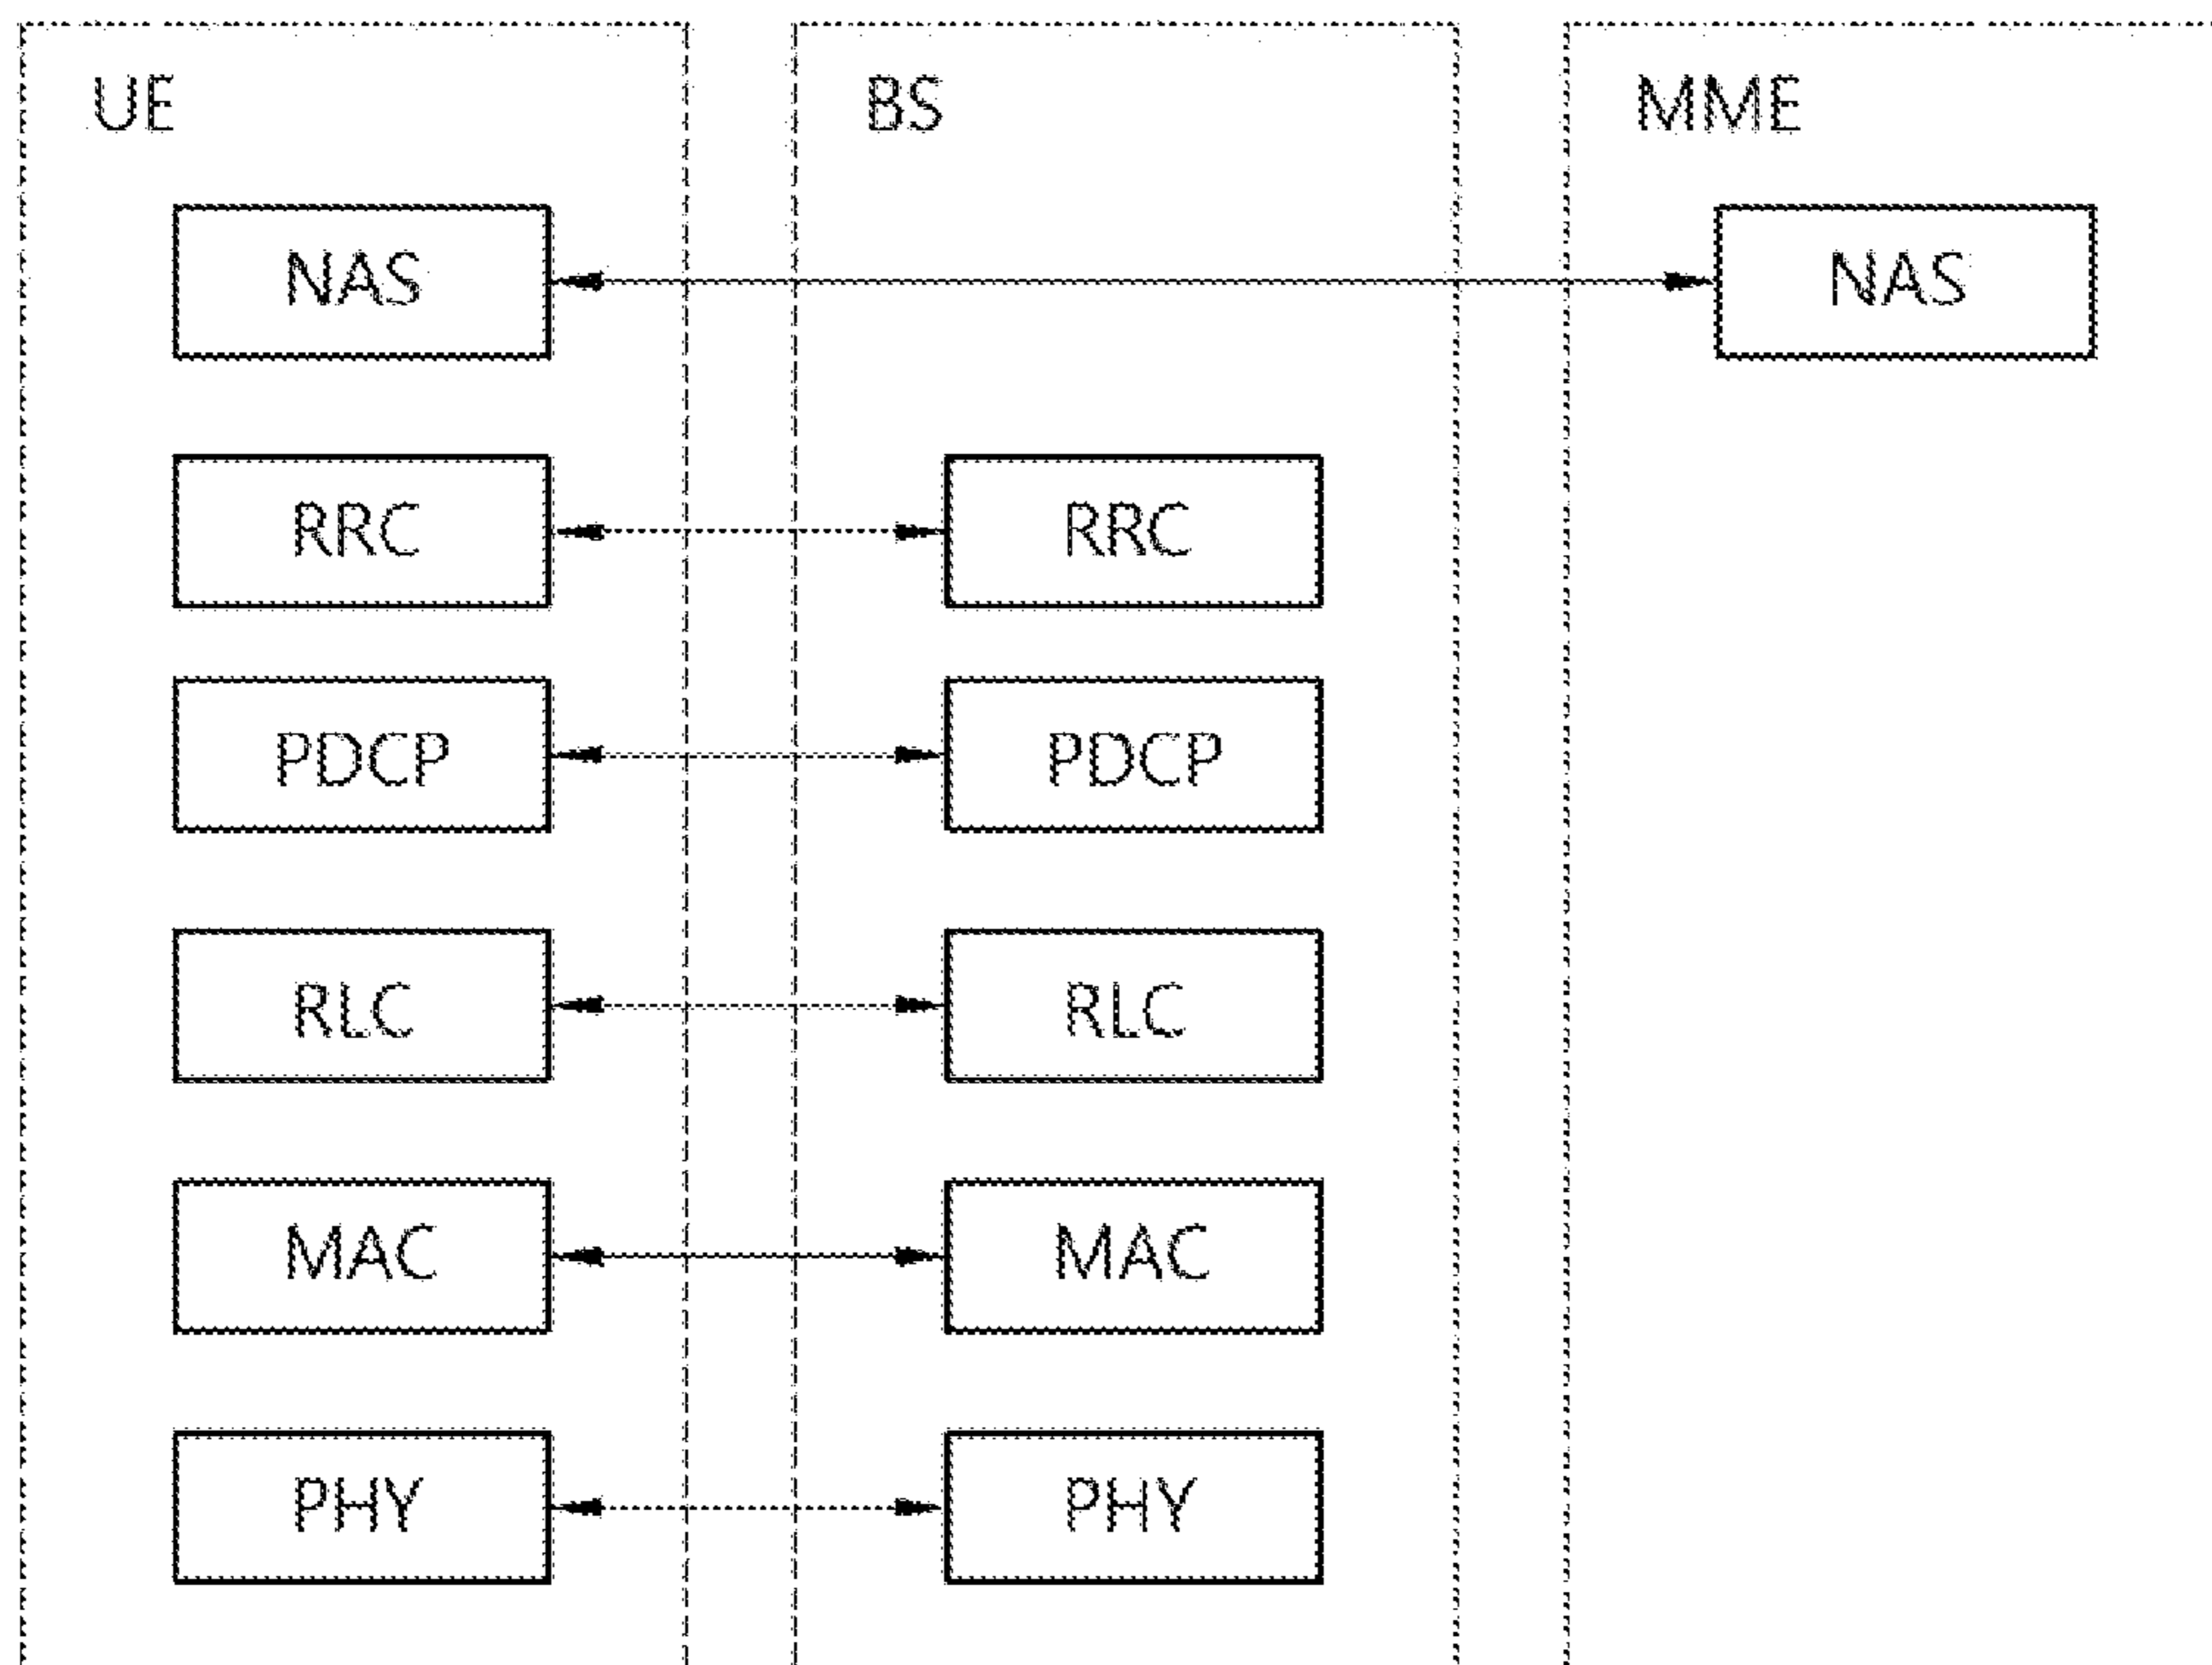 UE BS MME
NAS NAS
RRC RRC
PDCP PDCP
RLC RLC
MAC MAC
PHY PHY